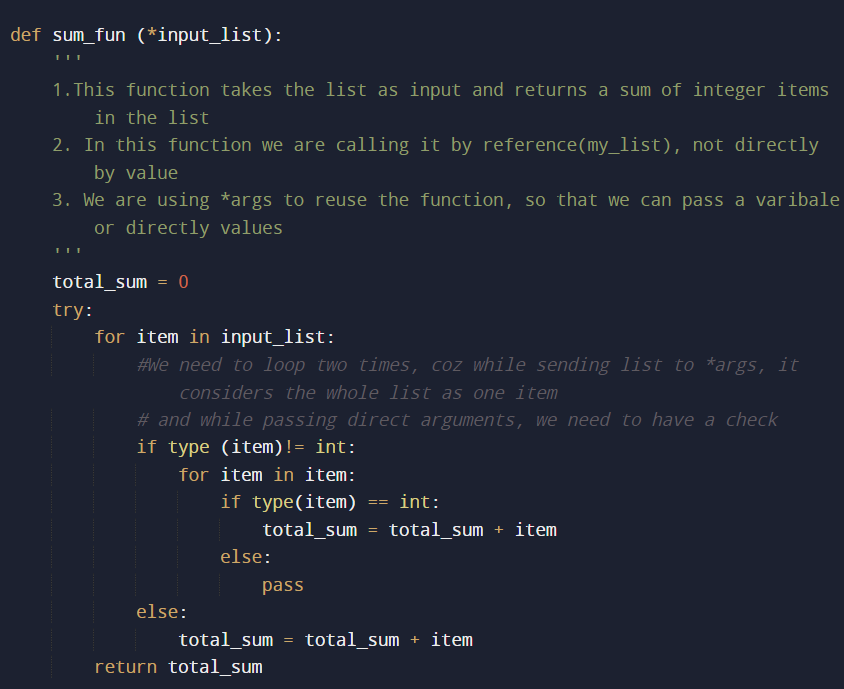 def sum_fun (*input_list):
'''
1.This function takes the list as input and returns a sum of integer items
in the list
2. In this function we are calling it by reference(my_list), not directly
by value
3. We are using *args to reuse the function, so that we can pass a varibale
or directly values
'''
total_sum = 0
try:
for item in input_list:
#We need to loop two times, coz while sending list to *args, it
considers the whole list as one item
# and while passing direct arguments, we need to have a check
if type (item)!= int:
for item in item:
if type(item) == int:
total_sum = total_sum + item
else:
pass
else:
total_sum = total_sum + item
return total_sum